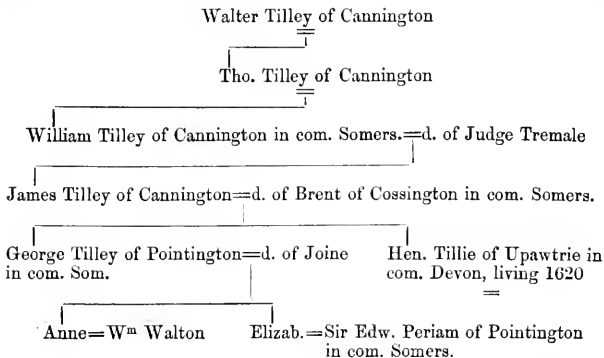 Walter Tilley of Cannington
=
Tho. Tilley of Cannington
=
William Tilley of Cannington in com. Somers.=d. of Judge Tremale
James Tilley of Cannington=d. of Brent of Cossington in com. Somers.
George Tilley of Pointington=d. of Joine
in com. Som.
Hen. Tillie of Upawtrie in
com. Devon, living 1620
=
Anne=Wm Walton
Elizab.=Sir Edw. Periam of Pointington
in com. Somers.